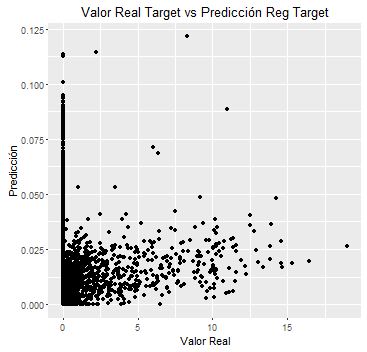 Valor Real Target vs Predicción Reg Target
0.125
0.100
0.075
0.050
0.025
0.000
Predicción
0 5 10 15
Valor Real